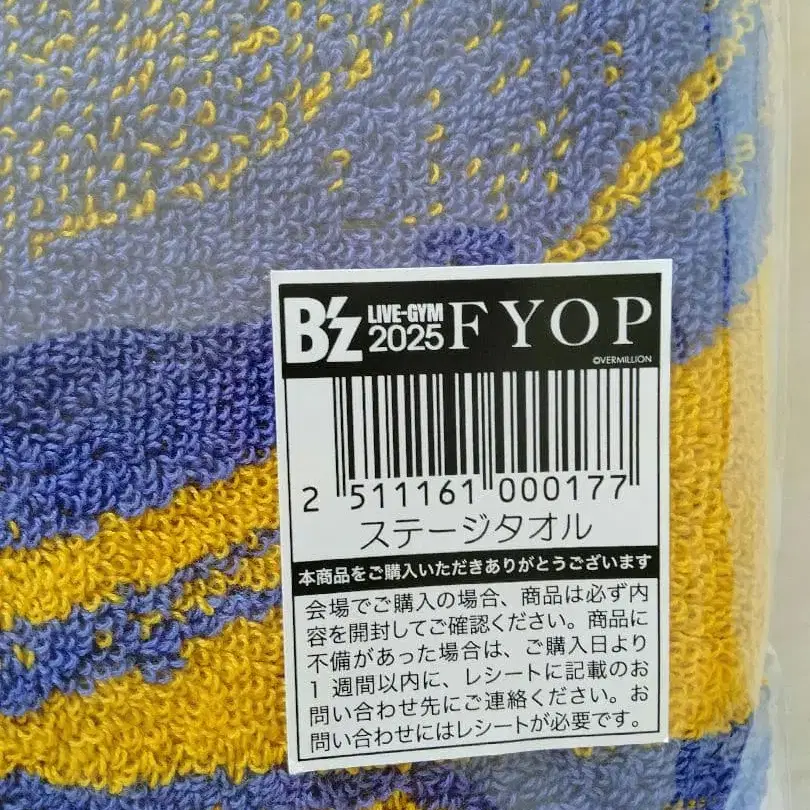 B'z LIVE-GYM 2025 FYOP
©VERMILLION
2 511161 000177
ステージタオル
本商品をご購入いただきありがとうございます
会場でご購入の場合、商品は必ず内
容を開封してご確認ください。商品に
不備があった場合は、ご購入日より
1週間以内に、レシートに記載のお
問い合わせ先にご連絡ください。お
問い合わせにはレシートが必要です。